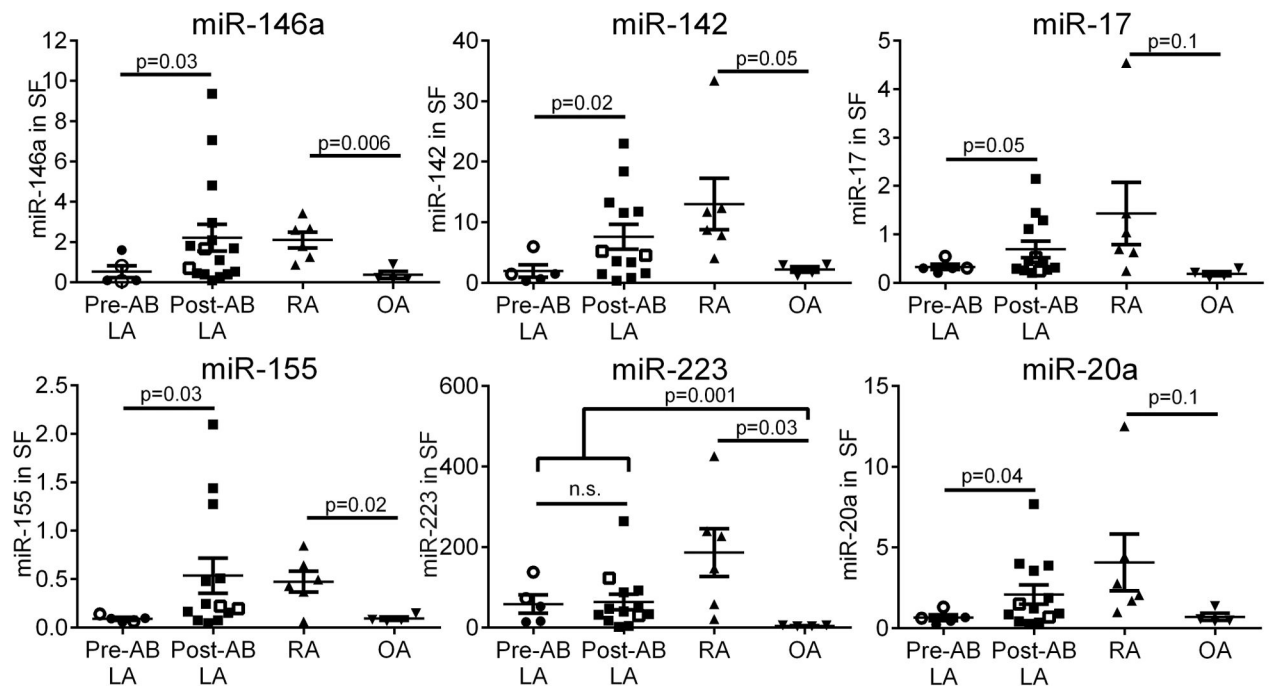 miR-146a
miR-146a in SF
12
10
8
6
4
2
0
p=0.03
p=0.006
Pre-AB LA
Post-AB LA
RA
OA
miR-142
miR-142 in SF
40
30
20
10
0
p=0.02
p=0.05
Pre-AB LA
Post-AB LA
RA
OA
miR-17
miR-17 in SF
5
4
3
2
1
0
p=0.05
p=0.1
Pre-AB LA
Post-AB LA
RA
OA
miR-155
miR-155 in SF
2.5
2.0
1.5
1.0
0.5
0.0
p=0.03
p=0.02
Pre-AB LA
Post-AB LA
RA
OA
miR-223
miR-223 in SF
600
400
200
0
p=0.001
p=0.03
n.s.
Pre-AB LA
Post-AB LA
RA
OA
miR-20a
miR-20a in SF
15
10
5
0
p=0.04
p=0.1
Pre-AB LA
Post-AB LA
RA
OA